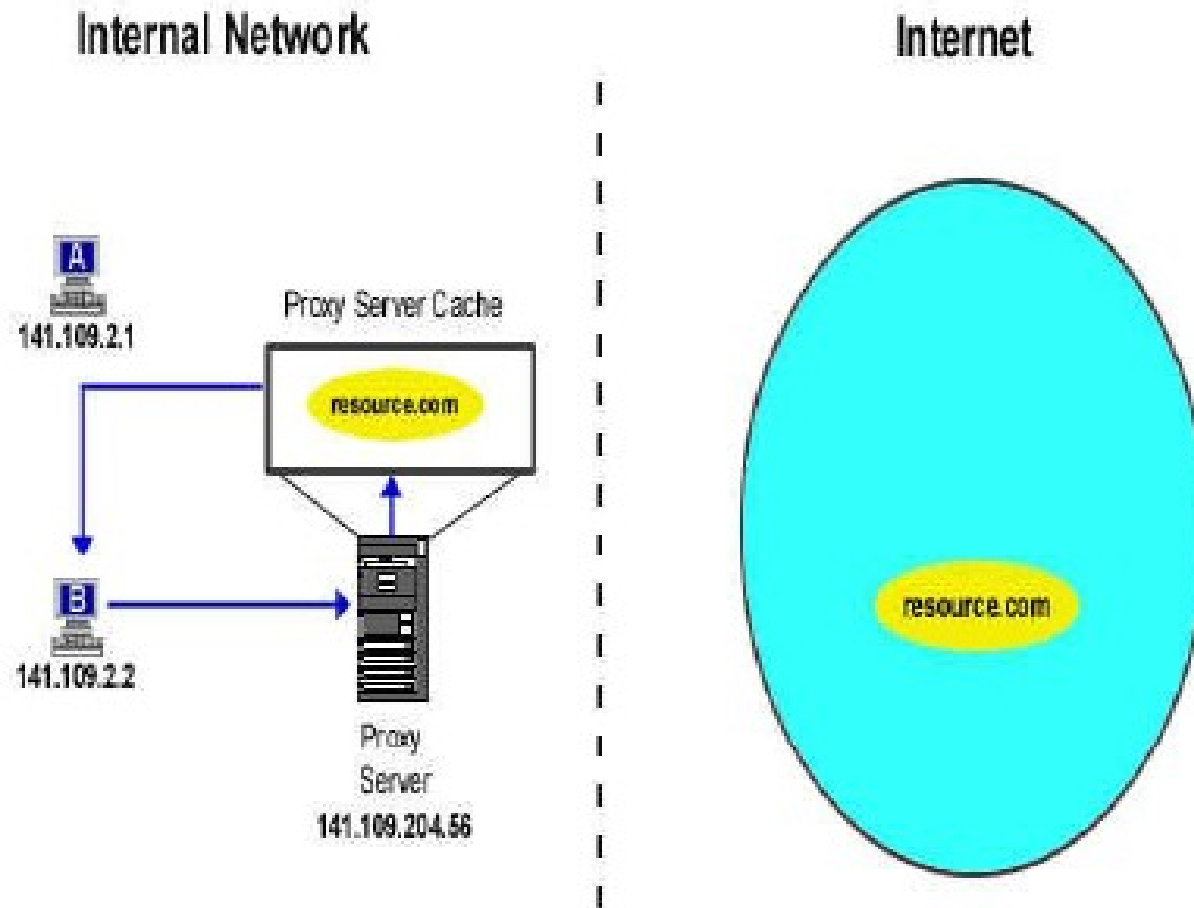 Internal Network
Internet
A
141.109.2.1
Proxy Server Cache
resource.com
B
141.109.2.2
resource.com
Proxy
Server
141.109.204.56